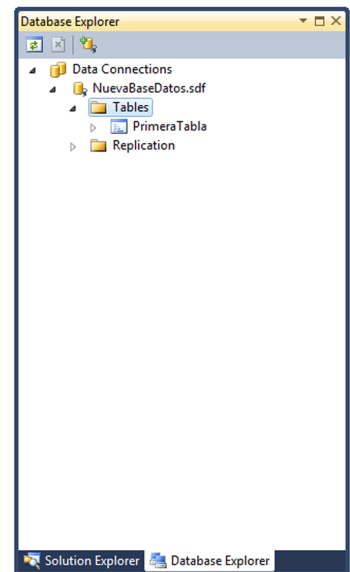 Database Explorer
Data Connections
NuevaBaseDatos.sdf
Tables
PrimeraTabla
Replication
Solution Explorer Database Explorer